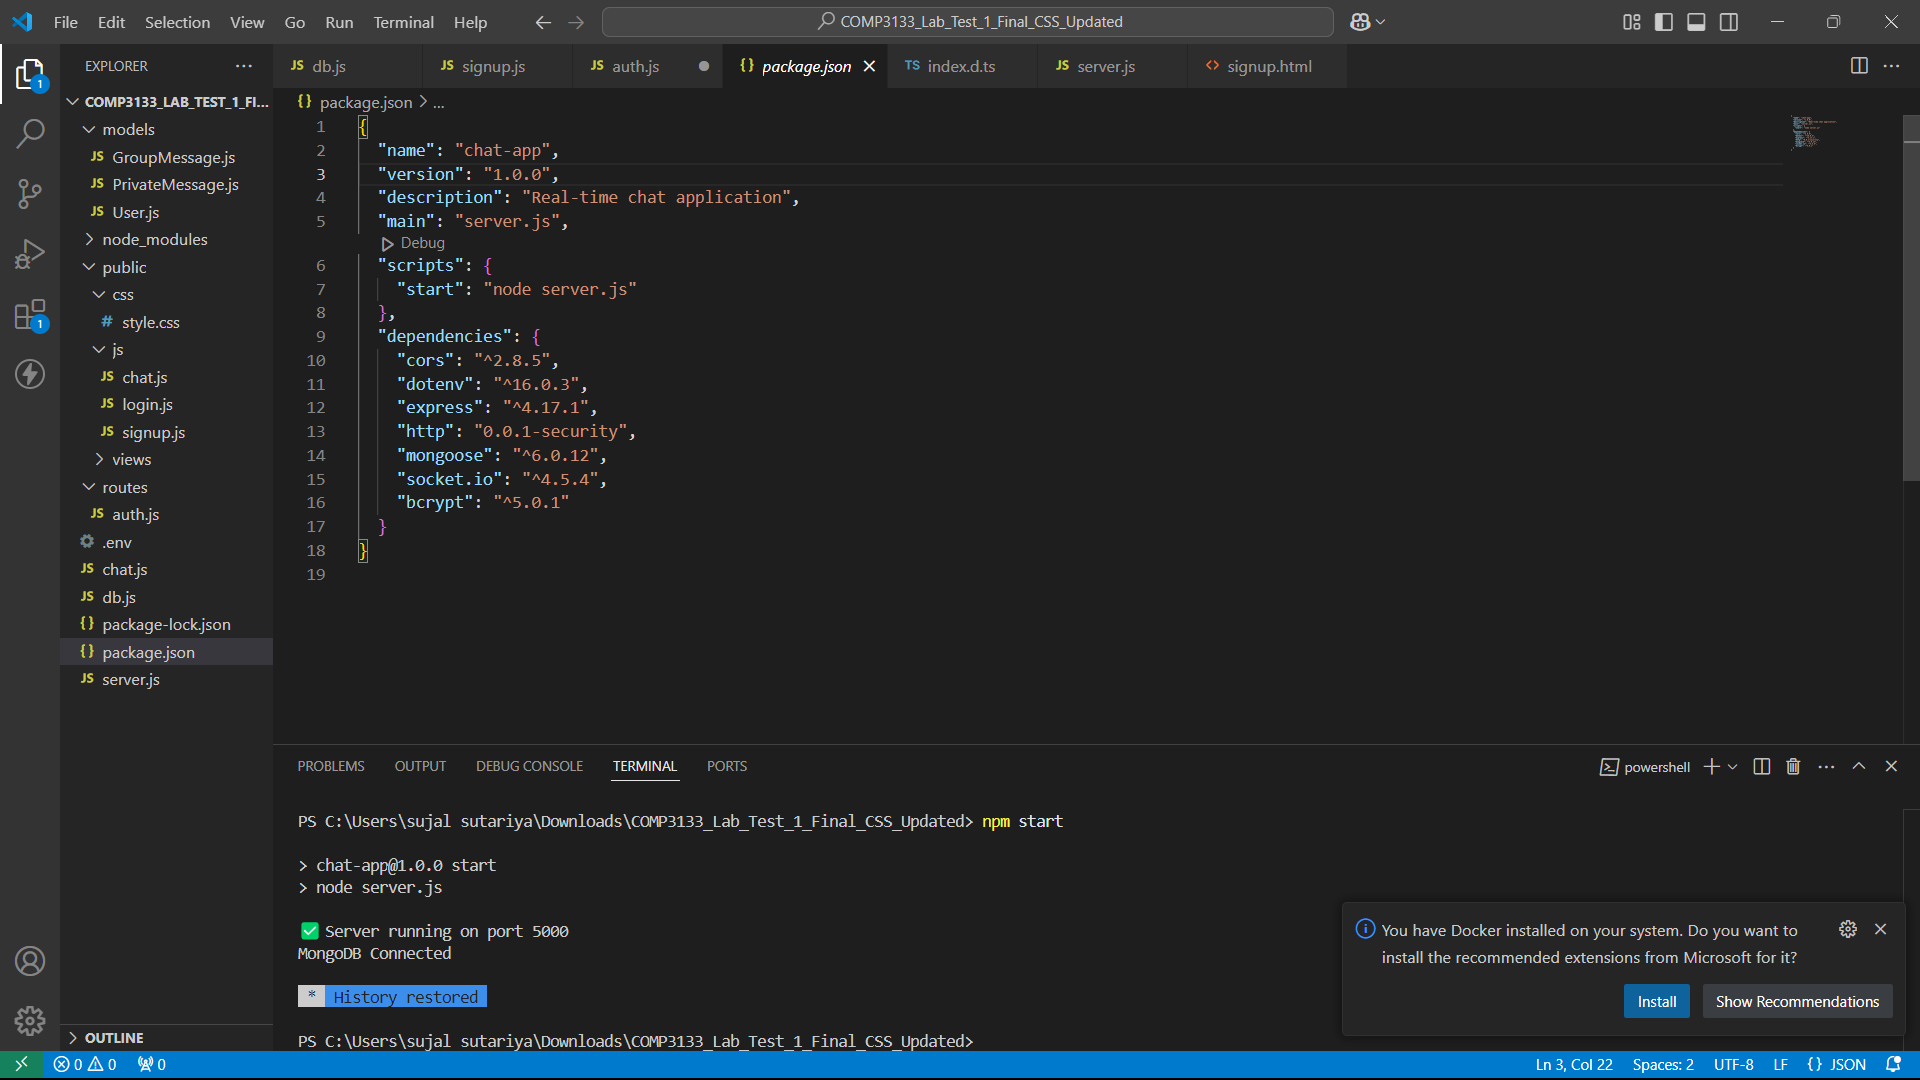 File Edit Selection View Go Run Terminal Help
COMP3133_Lab_Test_1_Final_CSS_Updated
EXPLORER
JS db.js
JS signup.js
JS auth.js
{} package.json
TS index.d.ts
JS server.js
<> signup.html
1
COMP3133_LAB_TEST_1_FI...
models
JS GroupMessage.js
JS PrivateMessage.js
JS User.js
node_modules
public
css
# style.css
js
JS chat.js
JS login.js
JS signup.js
views
routes
JS auth.js
.env
JS chat.js
JS db.js
{} package-lock.json
{} package.json
JS server.js
OUTLINE
1
{} package.json > ...
1 {
2 "name": "chat-app",
3 "version": "1.0.0",
4 "description": "Real-time chat application",
5 "main": "server.js",
Debug
6 "scripts": {
7 "start": "node server.js"
8 },
9 "dependencies": {
10 "cors": "^2.8.5",
11 "dotenv": "^16.0.3",
12 "express": "^4.17.1",
13 "http": "0.0.1-security",
14 "mongoose": "^6.0.12",
15 "socket.io": "^4.5.4",
16 "bcrypt": "^5.0.1"
17 }
18 }
19
PROBLEMS OUTPUT DEBUG CONSOLE TERMINAL PORTS
powershell
PS C:\Users\sujal sutariya\Downloads\COMP3133_Lab_Test_1_Final_CSS_Updated> npm start
> chat-app@1.0.0 start
> node server.js
✅ Server running on port 5000
MongoDB Connected
* History restored
PS C:\Users\sujal sutariya\Downloads\COMP3133_Lab_Test_1_Final_CSS_Updated>
You have Docker installed on your system. Do you want to
install the recommended extensions from Microsoft for it?
Install
Show Recommendations
0 0 0
Ln 3, Col 22 Spaces: 2 UTF-8 LF {} JSON